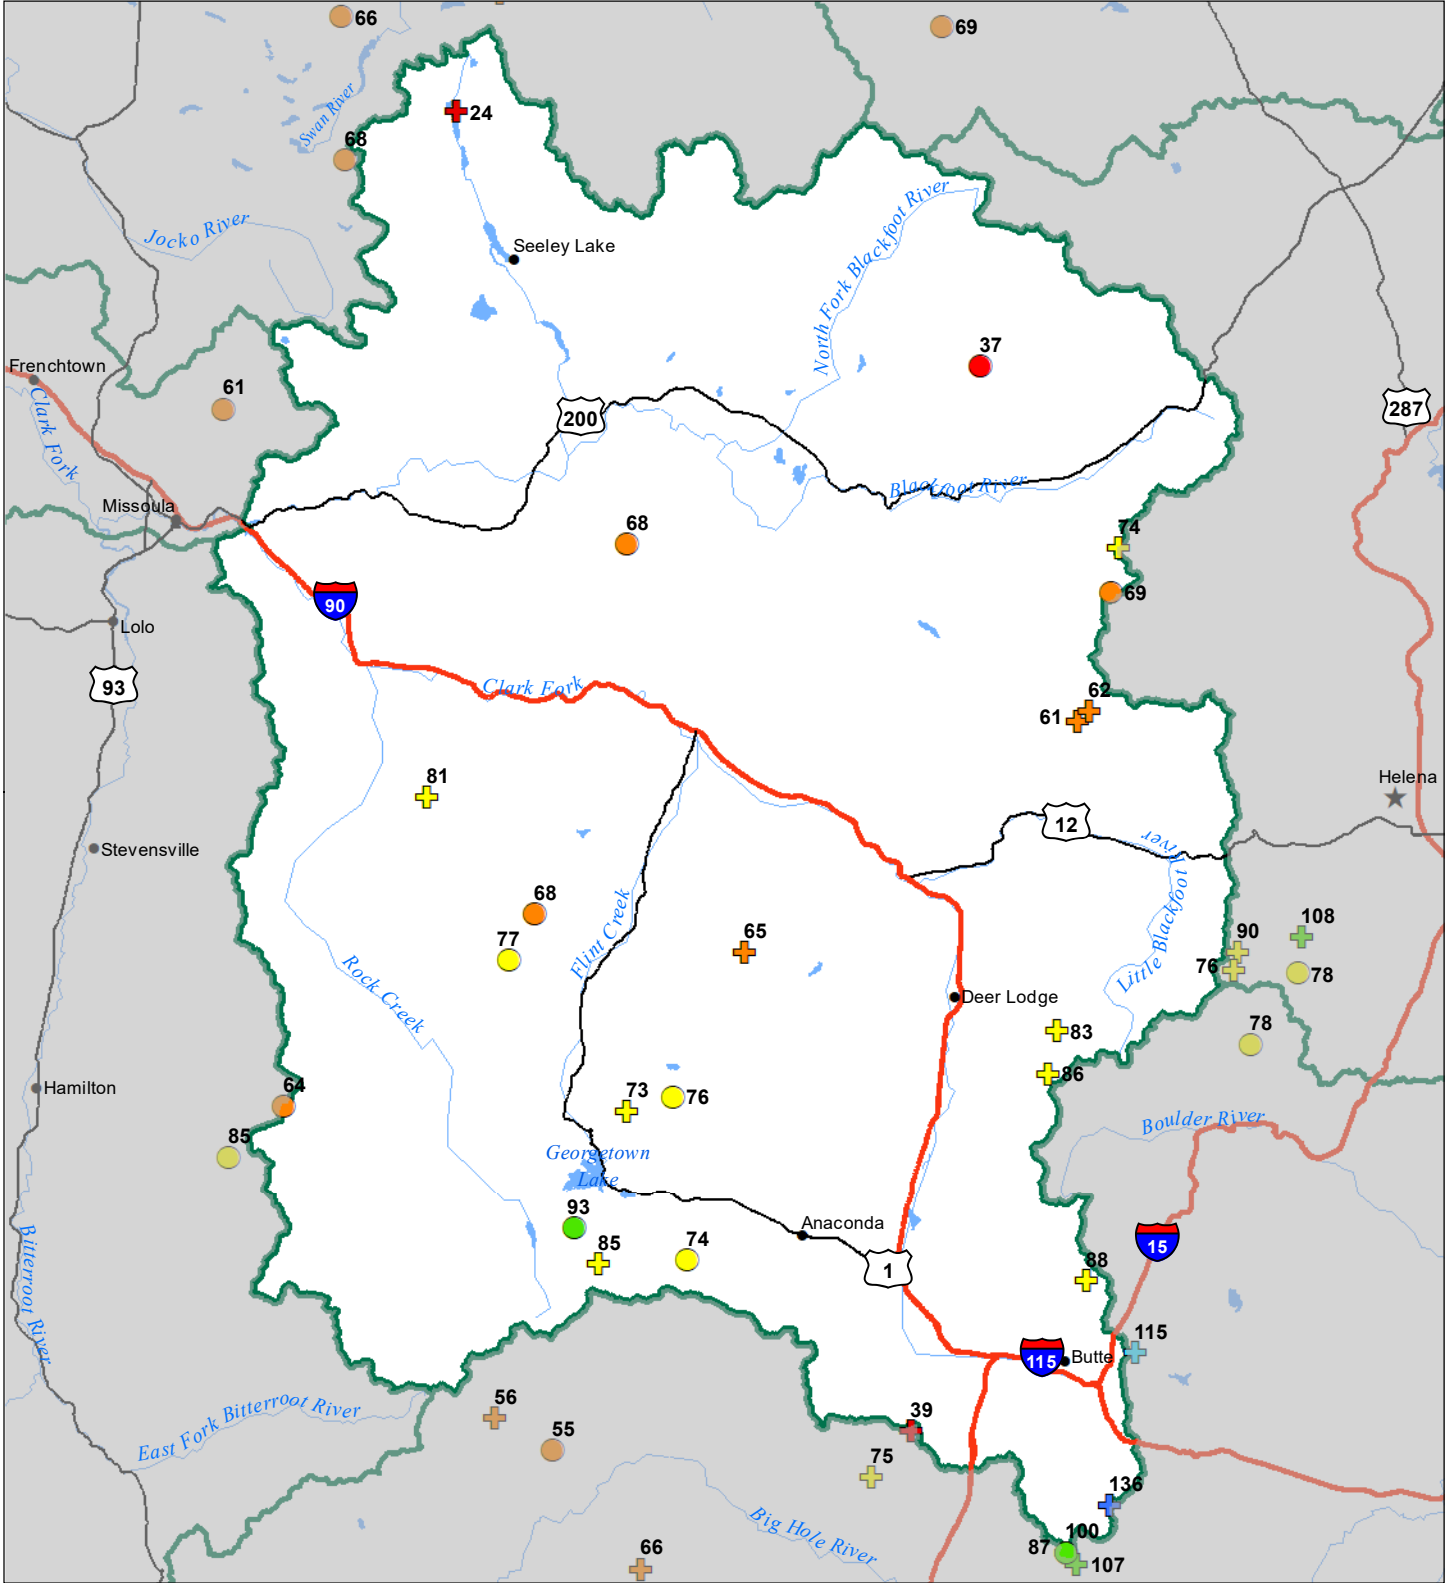 66
69
24
Swan River
68
Jocko River
Seeley Lake
North Fork Blackfoot River
37
Frenchtown
Clark Fork
61
200
287
Blackfoot River
Missoula
68
74
69
90
Lolo
93
Clark Fork
62
61
Helena
81
12
Stevensville
68
77
Flint Creek
65
Little Blackfoot River
90
108
76
78
Rock Creek
Deer Lodge
83
78
86
Hamilton
64
73
76
85
Boulder River
Georgetown
Lake
93
85
74
Anaconda
1
15
88
Bitterroot River
115
115
Butte
56
East Fork Bitterroot River
55
39
75
136
Big Hole River
100
87
107
66